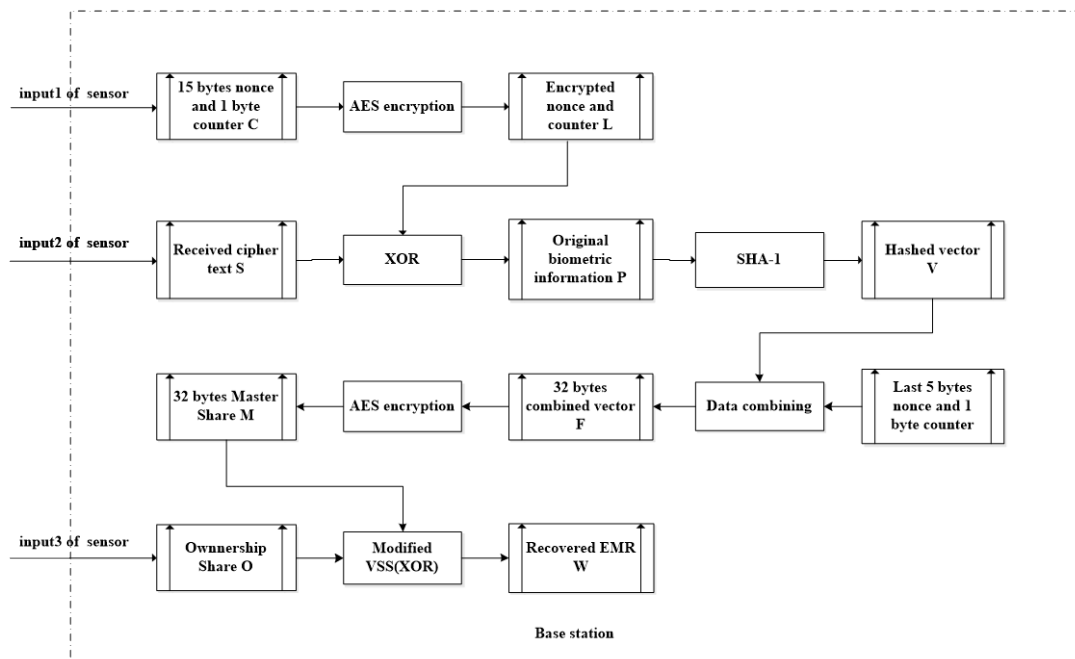 input1 of sensor
15 bytes nonce
and 1 byte
counter C
AES encryption
Encrypted
nonce and
counter L
input2 of sensor
Received cipher
text S
XOR
Original
biometric
information P
SHA-1
Hashed vector
V
32 bytes Master
Share M
AES encryption
32 bytes
combined vector
F
Data combining
Last 5 bytes
nonce and 1
byte counter
input3 of sensor
Ownnership
Share O
Modified
VSS(XOR)
Recovered EMR
W
Base station